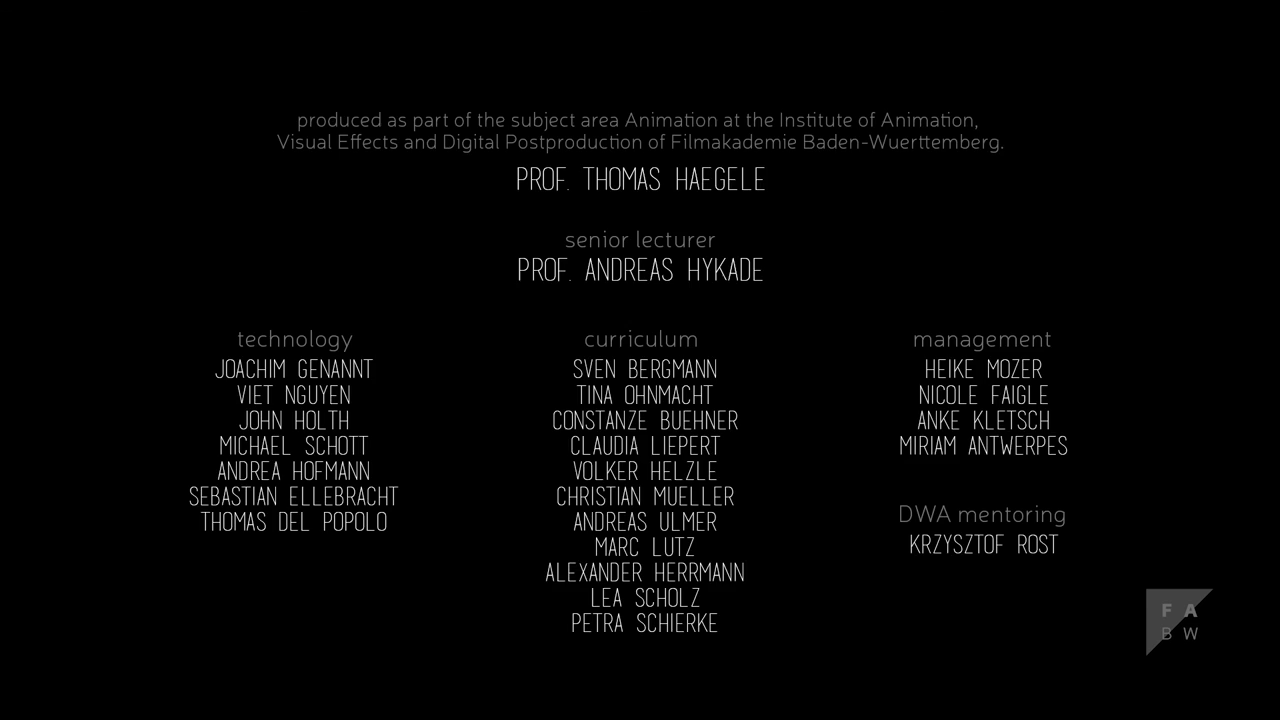 produced as part of the subject area Animation at the Institute of Animation,
Visual Effects and Digital Postproduction of Filmakademie Baden-Wuerttemberg.
PROF. THOMAS HAEGELE
senior lecturer
PROF. ANDREAS HYKADE
technology
JOACHIM GENANNT
VIET NGUYEN
JOHN HOLTH
MICHAEL SCHOTT
ANDREA HOFMANN
SEBASTIAN ELLEBRACHT
THOMAS DEL POPOLO
curriculum
SVEN BERGMANN
TINA OHNMACHT
CONSTANZE BUEHNER
CLAUDIA LIEPERT
VOLKER HELZLE
CHRISTIAN MUELLER
ANDREAS ULMER
MARC LUTZ
ALEXANDER HERRMANN
LEA SCHOLZ
PETRA SCHIERKE
management
HEIKE MOZER
NICOLE FAIGLE
ANKE KLETSCH
MIRIAM ANTWERPES
DWA mentoring
KRZYSZTOF ROST
F A
B W